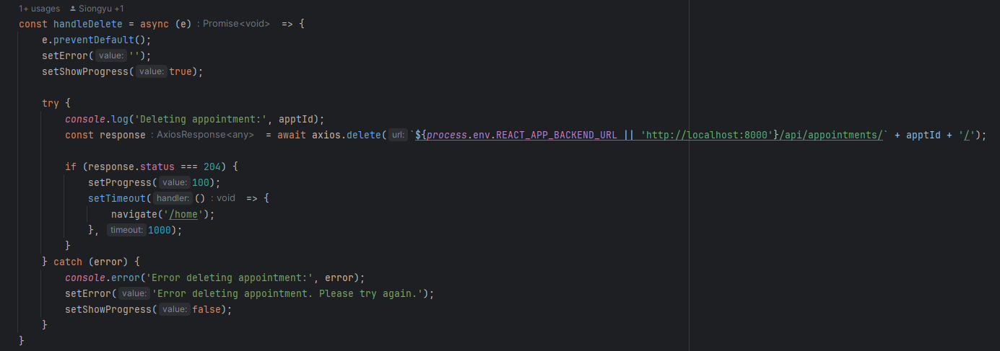 1+ usages Siongyu +1
const handleDelete = async (e) : Promise<void> => {
e.preventDefault();
setError( value: '');
setShowProgress( value: true);
try {
console.log('Deleting appointment:', apptId);
const response : AxiosResponse<any> = await axios.delete( url: `${process.env.REACT_APP_BACKEND_URL || 'http://localhost:8000'}/api/appointments/` + apptId + '/');
if (response.status === 204) {
setProgress( value: 100);
setTimeout( handler: () : void => {
navigate('/home');
}, timeout: 1000);
}
} catch (error) {
console.error('Error deleting appointment:', error);
setError( value: 'Error deleting appointment. Please try again.');
setShowProgress( value: false);
}
}